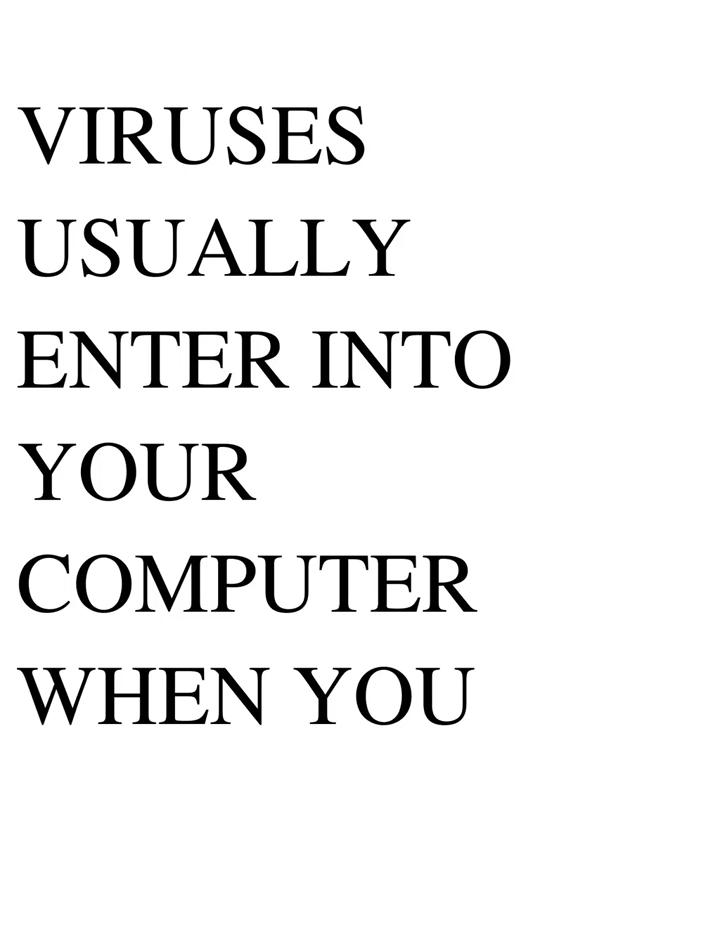 VIRUSES
USUALLY
ENTER INTO
YOUR
COMPUTER
WHEN YOU